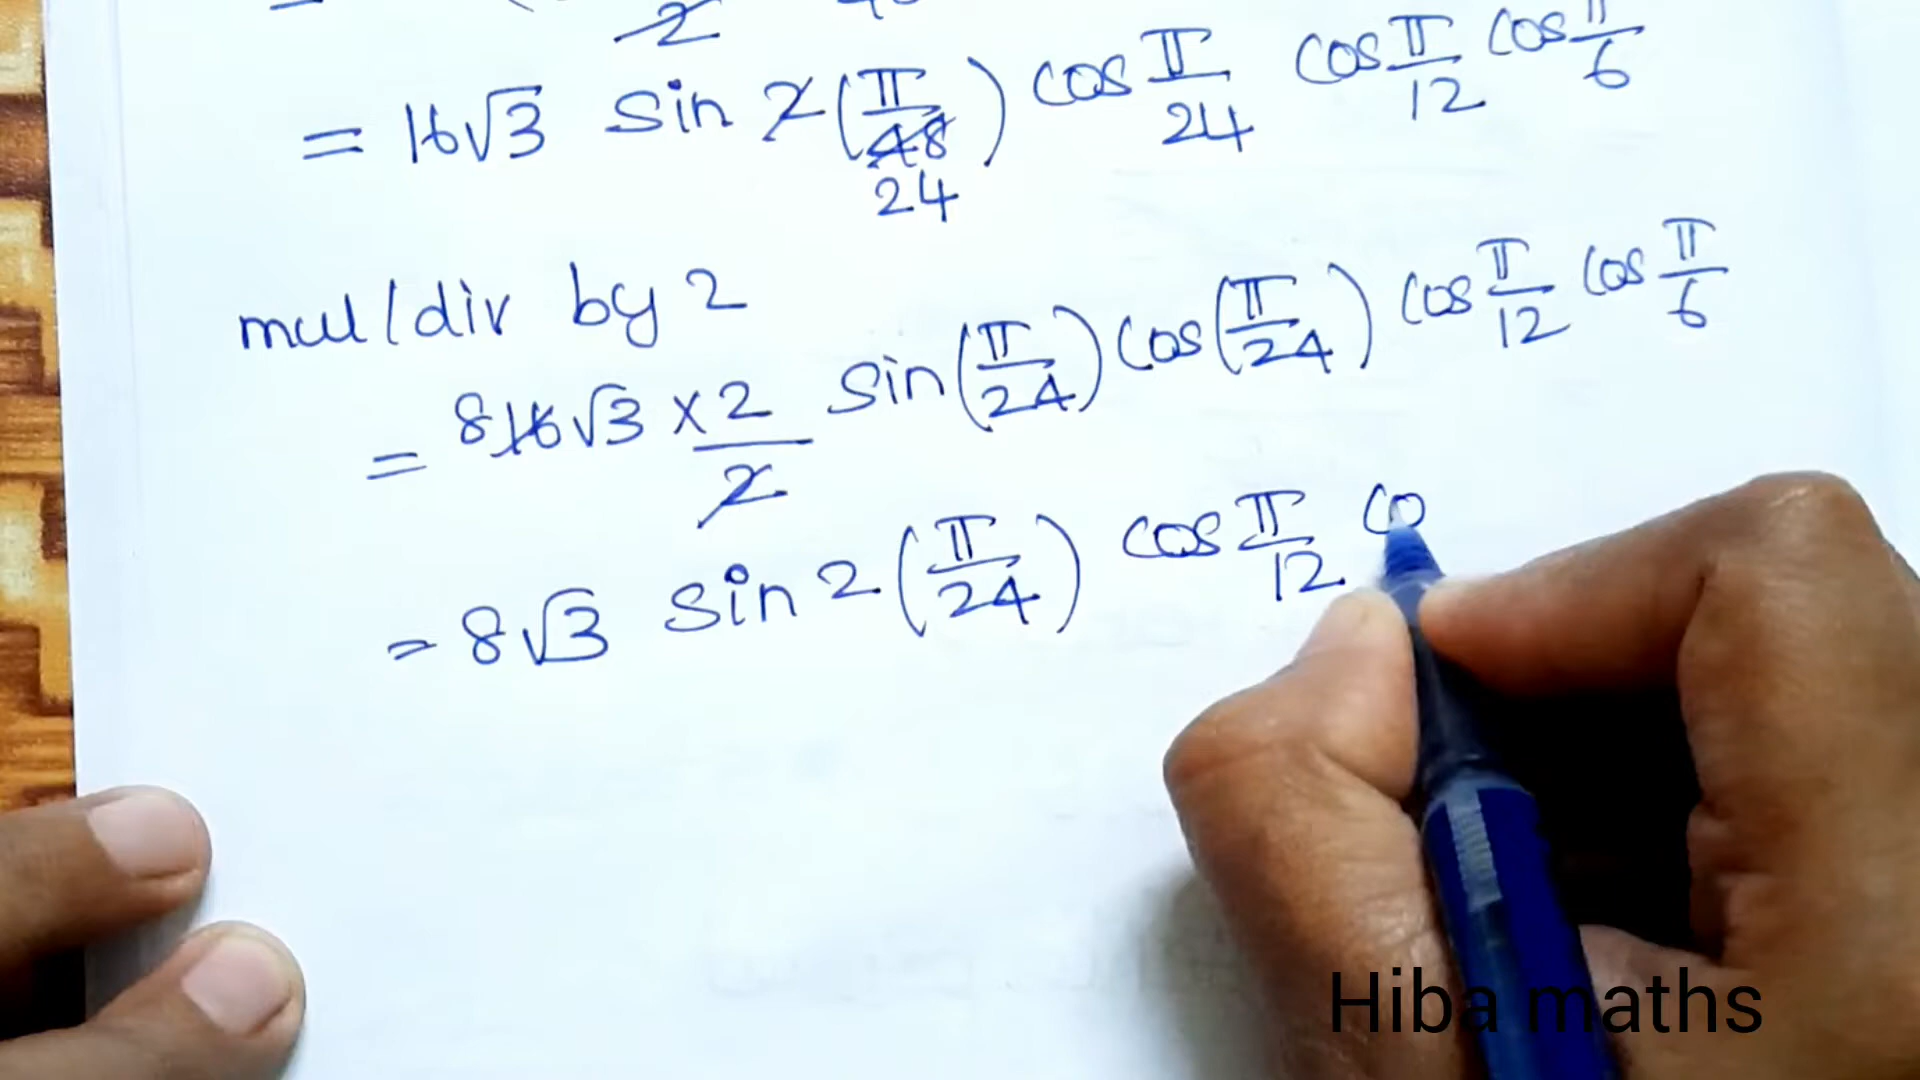 = 16√3 sin 2(π/48) cos π/24 cos π/12 cos π/6
24
mul/div by 2
= 8 16√3 × 2/2 sin(π/24) cos(π/24) cos π/12 cos π/6
= 8√3 sin 2(π/24) cos π/12 co
Hiba maths